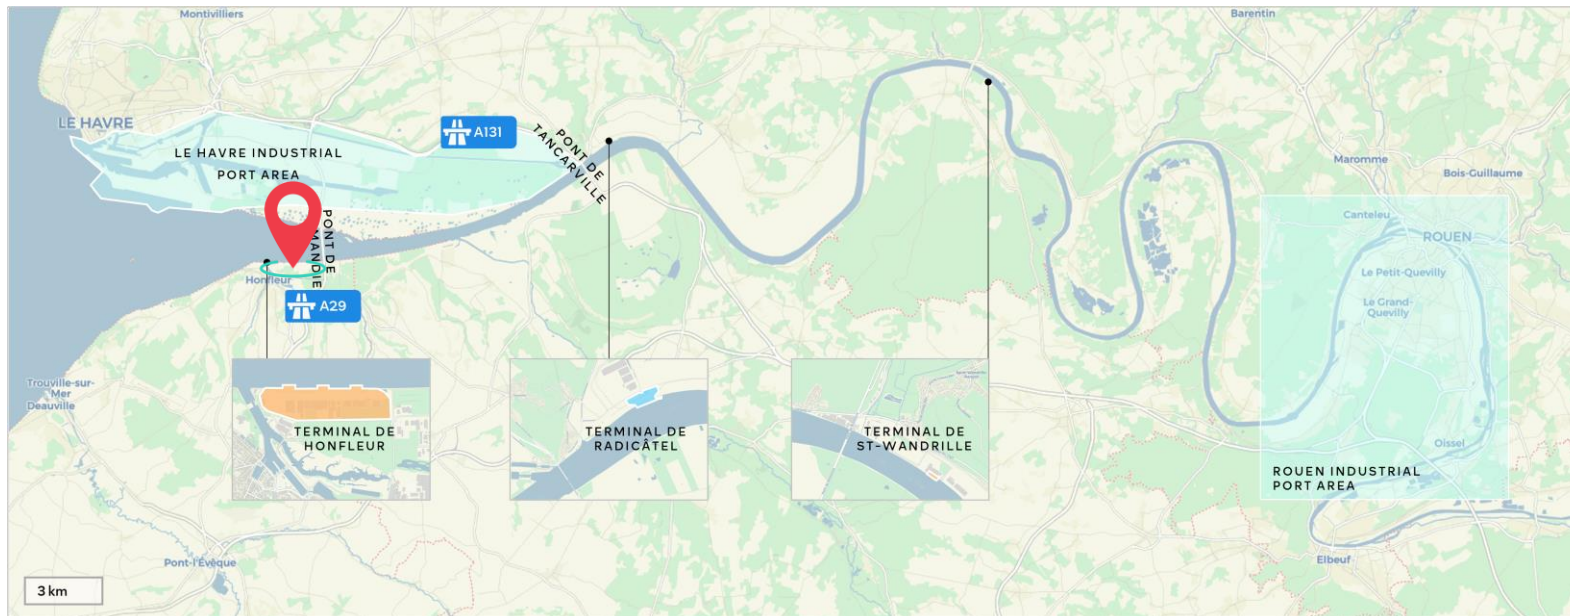 Montivilliers
Barentin
LE HAVRE
A131
PONT DE
TANCARVILLE
LE HAVRE INDUSTRIAL
PORT AREA
Maromme
Bois-Guillaume
Canteleu
ROUEN
PONT DE
MANDIE
Honfleur
A29
Le Petit-Quevilly
Le Grand-
Quevilly
Trouville-sur-
Mer
Deauville
TERMINAL DE
HONFLEUR
TERMINAL DE
RADICÂTEL
TERMINAL DE
ST-WANDRILLE
Oissel
ROUEN INDUSTRIAL
PORT AREA
Pont-l'Évêque
Elbeuf
3 km